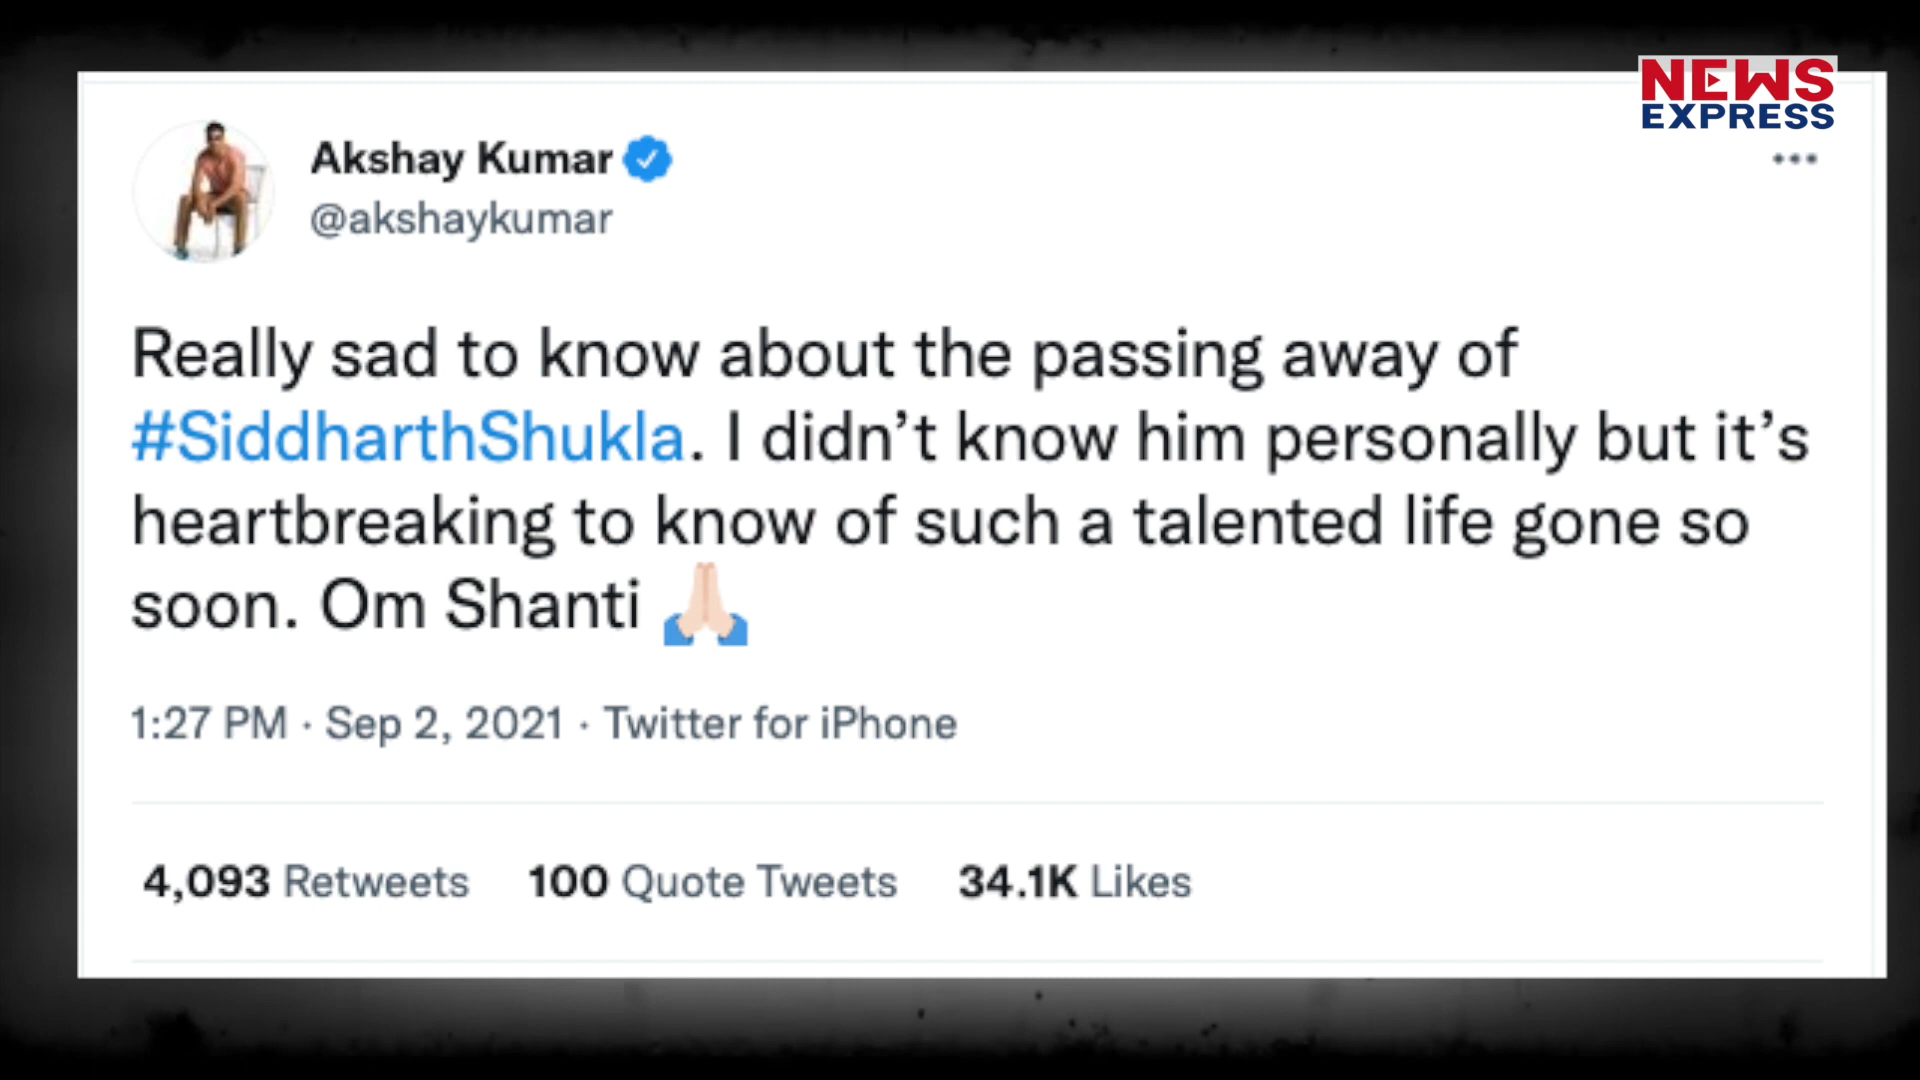 NEWS
EXPRESS
Akshay Kumar
@akshaykumar
Really sad to know about the passing away of
#SiddharthShukla. I didn’t know him personally but it’s
heartbreaking to know of such a talented life gone so
soon. Om Shanti 🙏🏻
1:27 PM · Sep 2, 2021 · Twitter for iPhone
4,093 Retweets 100 Quote Tweets 34.1K Likes